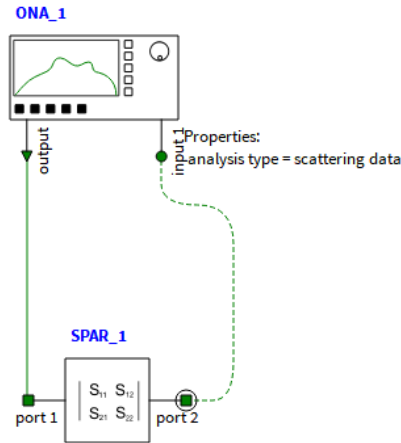 ONA_1
output
input 1
Properties:
-analysis type = scattering data
SPAR_1
S11 S12
S21 S22
port 1
port 2